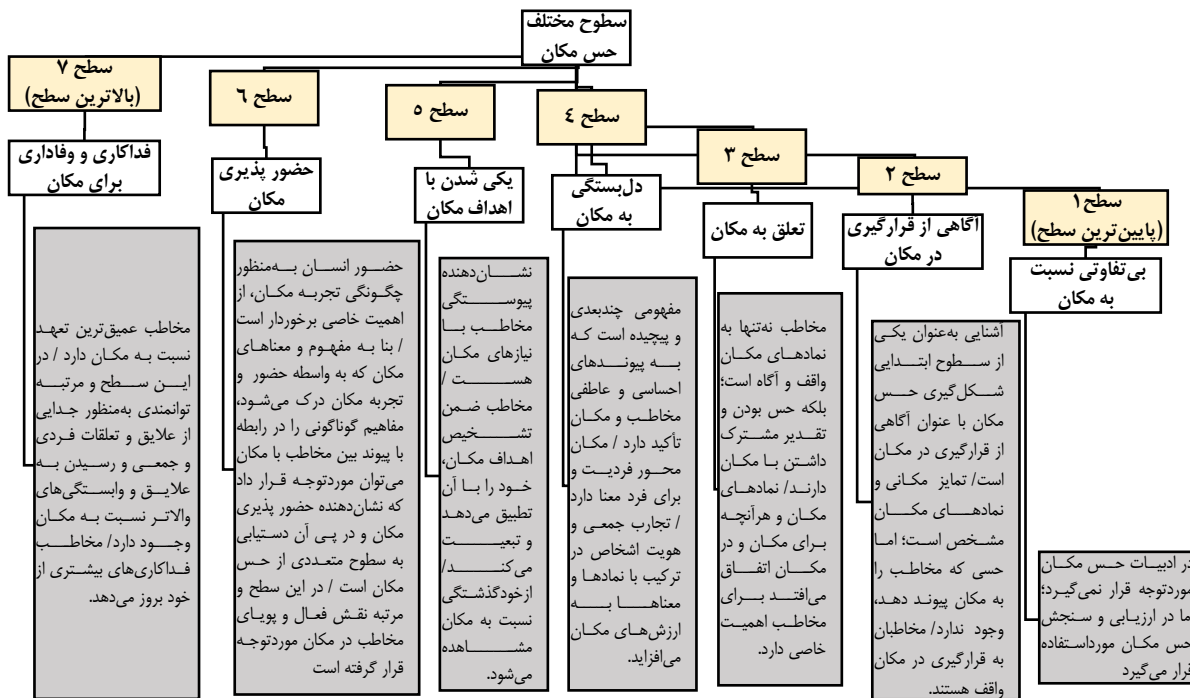 سطوح مختلف
حس مکان
سطح ۱
(پایین‌ترین سطح)
بی‌تفاوتی نسبت
به مکان
در ادبیات حس مکان
موردتوجه قرار نمی‌گیرد؛
اما در ارزیابی و سنجش
حس مکان مورداستفاده
قرار می‌گیرد
سطح ۲
آگاهی از قرارگیری
در مکان
آشنایی به‌عنوان یکی
از سطوح ابتدایی
شکل‌گیری حس
مکان با عنوان آگاهی
از قرارگیری در مکان
است/ تمایز مکانی و
نمادهای مکان
مشخص است؛ اما
حسی که مخاطب را
به مکان پیوند دهد،
وجود ندارد/ مخاطبان
به قرارگیری در مکان
واقف هستند.
سطح ۳
تعلق به مکان
مخاطب نه‌تنها به
نمادهای مکان
واقف و آگاه است؛
بلکه حس بودن و
تقدیر مشترک
داشتن با مکان
دارند/ نمادهای
مکان و هرآنچه
برای مکان و در
مکان اتفاق
می‌افتد برای
مخاطب اهمیت
خاصی دارد.
سطح ٤
دل‌بستگی
به مکان
مفهومی چندبعدی
و پیچیده است که
به پیوندهای
احساسی و عاطفی
مخاطب و مکان
تأکید دارد / مکان
محور فردیت و
برای فرد معنا دارد
/ تجارب جمعی و
هویت اشخاص در
ترکیب با نمادها و
معناها به
ارزش‌های مکان
می‌افزاید.
سطح ٥
یکی شدن با
اهداف مکان
نشان‌دهنده
پیوستگی
مخاطب با
نیازهای مکان
هست /
مخاطب ضمن
تشخیص
اهداف مکان،
خود را با آن
تطبیق می‌دهد
و تبعیت
می‌کند/
ازخودگذشتگی
نسبت به مکان
مشاهده
می‌شود.
سطح ٦
حضور پذیری
مکان
حضور انسان به‌منظور
چگونگی تجربه مکان، از
اهمیت خاصی برخوردار است
/ بنا به مفهوم و معناهای
مکان که به واسطه حضور و
تجربه مکان درک می‌شود،
مفاهیم گوناگونی را در رابطه
با پیوند بین مخاطب با مکان
می‌توان موردتوجه قرار داد
که نشان‌دهنده حضور پذیری
مکان و در پی آن دستیابی
به سطوح متعددی از حس
مکان است / در این سطح و
مرتبه نقش فعال و پویای
مخاطب در مکان موردتوجه
قرار گرفته است
سطح ۷
(بالاترین سطح)
فداکاری و وفاداری
برای مکان
مخاطب عمیق‌ترین تعهد
نسبت به مکان دارد / در
این سطح و مرتبه
توانمندی به‌منظور جدایی
از علایق و تعلقات فردی
و جمعی و رسیدن به
علایق و وابستگی‌های
والاتر نسبت به مکان
وجود دارد/ مخاطب
فداکاری‌های بیشتری از
خود بروز می‌دهد.